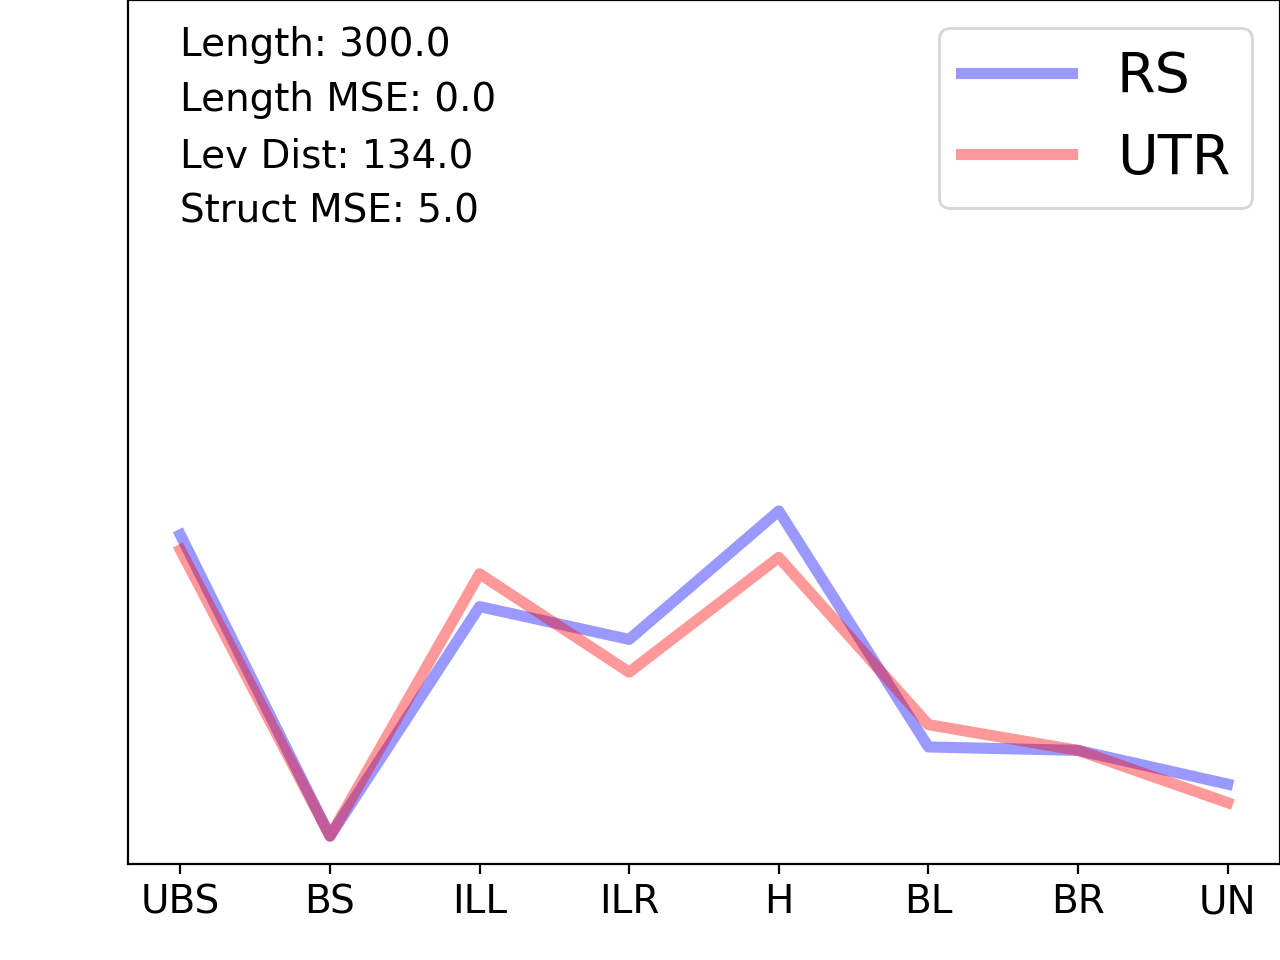 Length: 300.0
Length MSE: 0.0
Lev Dist: 134.0
Struct MSE: 5.0
RS
UTR
UBS BS ILL ILR H BL BR UN